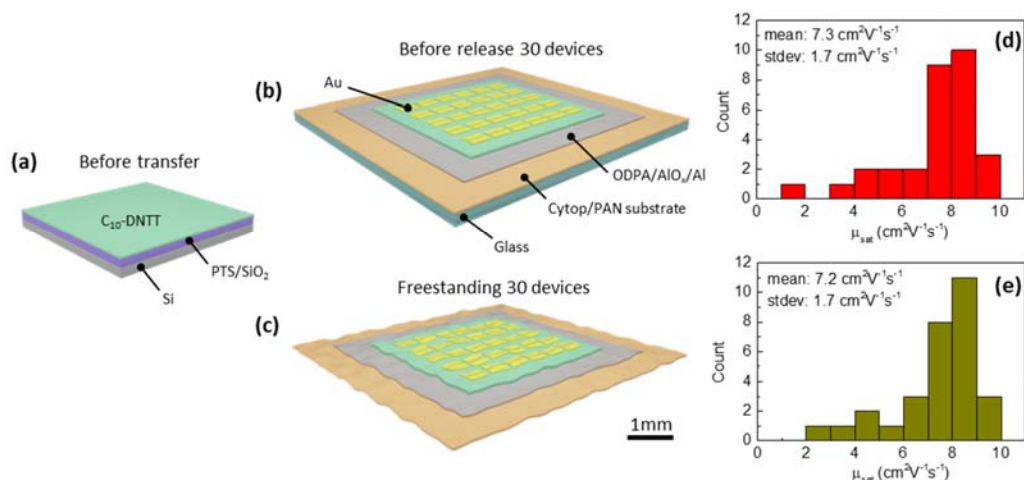 (a)
Before transfer
C₁₀-DNTT
PTS/SiO₂
Si
(b)
Before release 30 devices
Au
ODPA/AlOₓ/Al
Cytop/PAN substrate
Glass
(c)
Freestanding 30 devices
1mm
(d)
mean: 7.3 cm²V⁻¹s⁻¹
stdev: 1.7 cm²V⁻¹s⁻¹
Count
12
10
8
6
4
2
0
0 2 4 6 8 10
μsat (cm²V⁻¹s⁻¹)
(e)
mean: 7.2 cm²V⁻¹s⁻¹
stdev: 1.7 cm²V⁻¹s⁻¹
Count
12
10
8
6
4
2
0
0 2 4 6 8 10
(cm²V⁻¹s⁻¹)